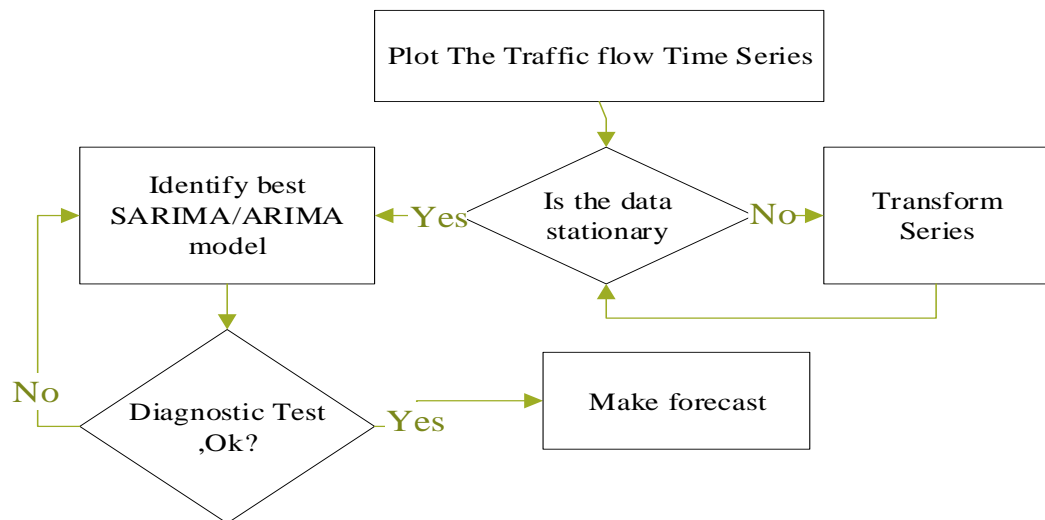 Plot The Traffic flow Time Series
Is the data
stationary
Yes
No
Transform
Series
Identify best
SARIMA/ARIMA
model
Diagnostic Test
,Ok?
No
Yes
Make forecast